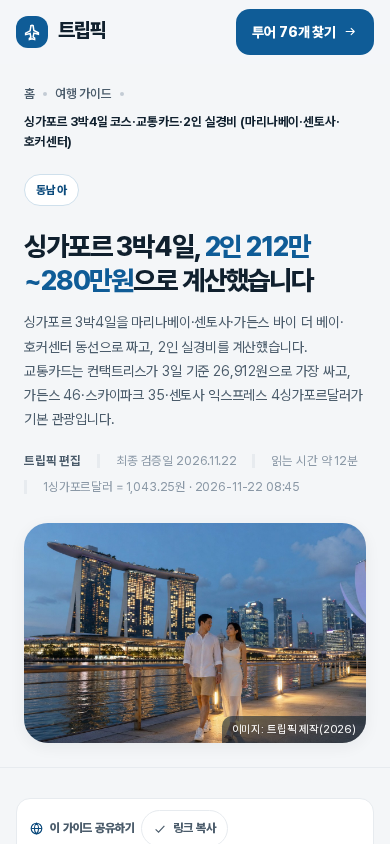 트립픽
투어 76개 찾기 →
홈 • 여행 가이드 •
싱가포르 3박4일 코스·교통카드·2인 실경비 (마리나베이·센토사·
호커센터)
동남아
싱가포르 3박4일, 2인 212만
~280만원으로 계산했습니다
싱가포르 3박4일을 마리나베이·센토사·가든스 바이 더 베이·
호커센터 동선으로 짜고, 2인 실경비를 계산했습니다.
교통카드는 컨택트리스가 3일 기준 26,912원으로 가장 싸고,
가든스 46·스카이파크 35·센토사 익스프레스 4싱가포르달러가
기본 관광입니다.
트립픽 편집 | 최종 검증일 2026.11.22 | 읽는 시간 약 12분
| 1싱가포르달러 = 1,043.25원 · 2026-11-22 08:45
이미지: 트립픽 제작(2026)
이 가이드 공유하기 링크 복사